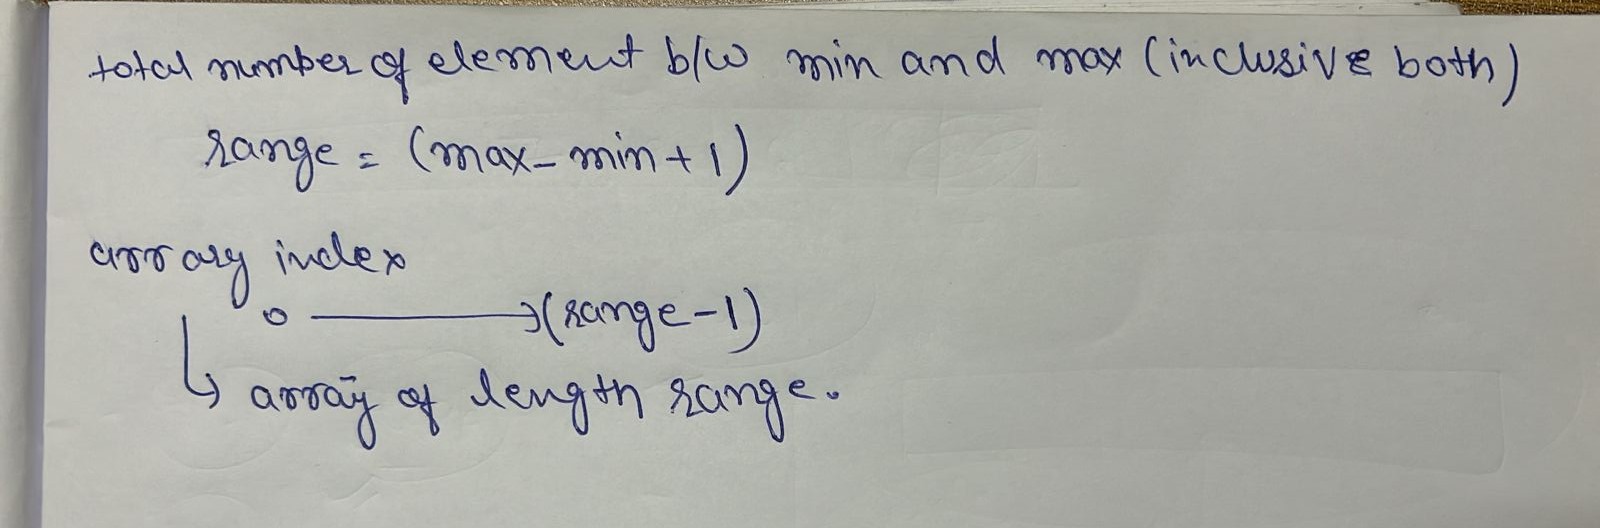 total number of element b/w min and max (inclusive both)
range = (max - min + 1)
array index
0 ⟶ (range-1)
↳ array of length range.